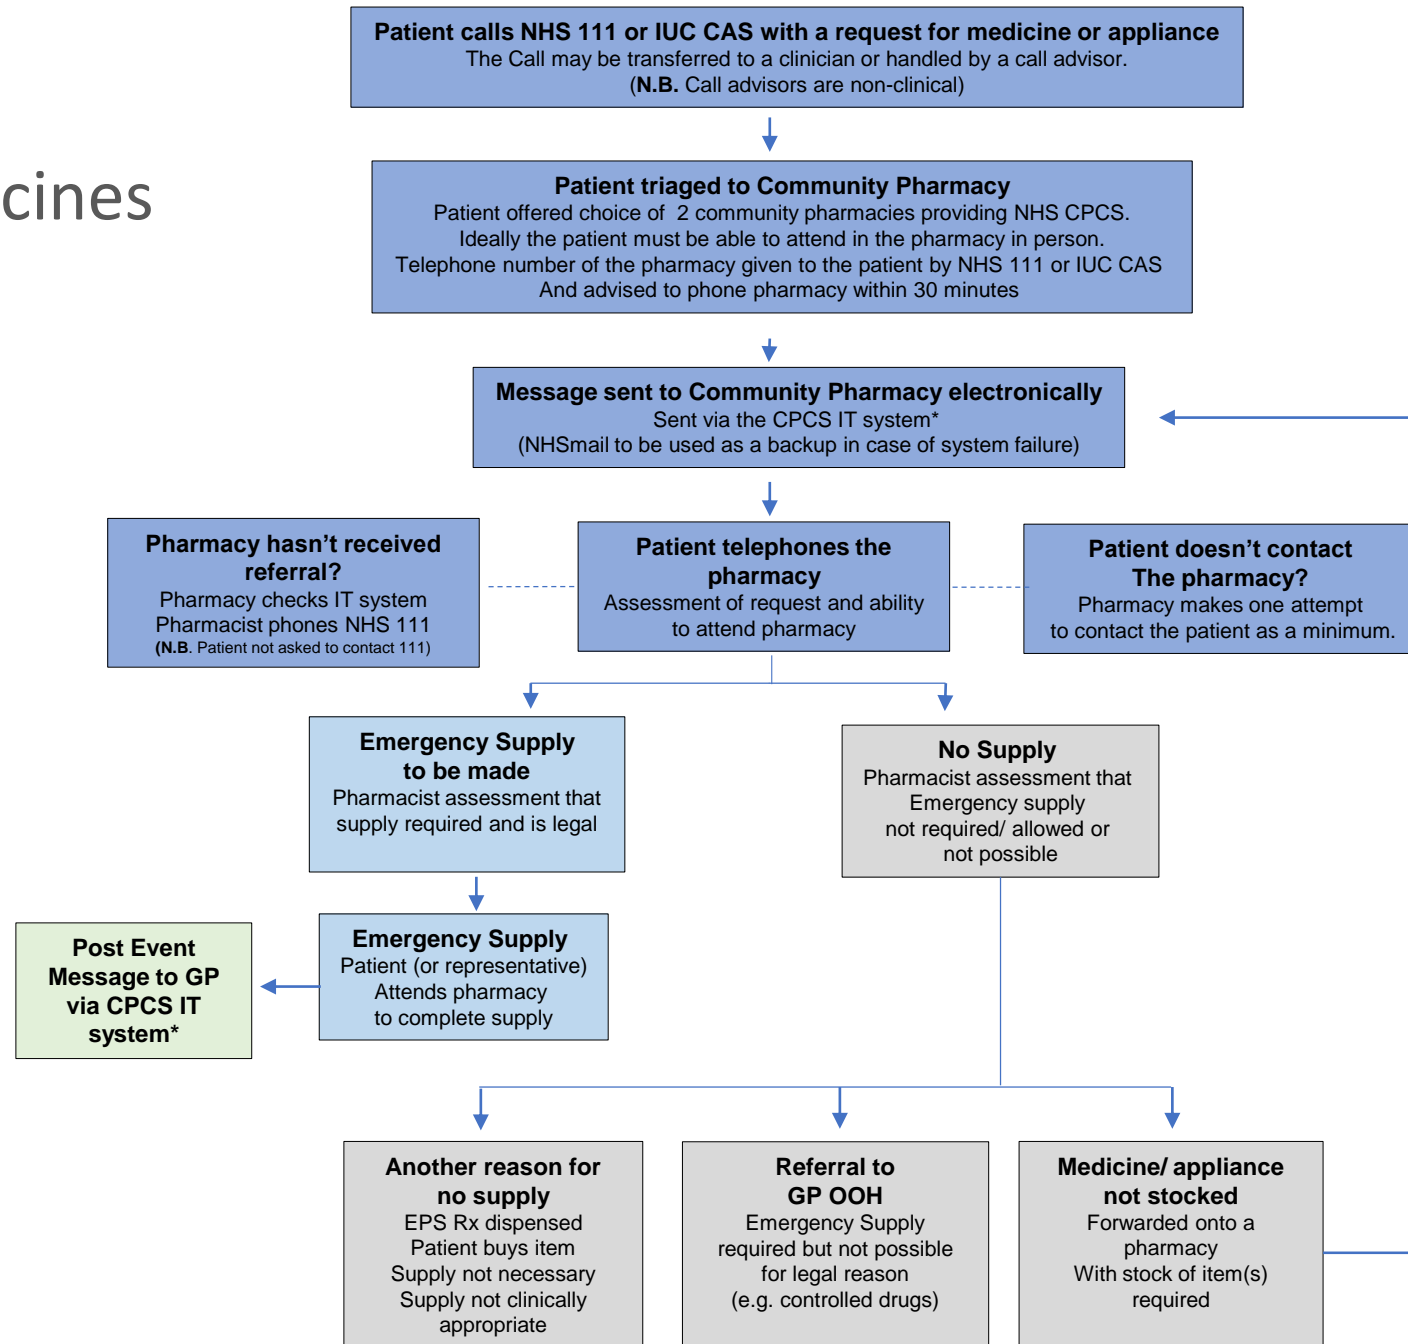 Patient calls NHS 111 or IUC CAS with a request for medicine or appliance
The Call may be transferred to a clinician or handled by a call advisor.
(N.B. Call advisors are non-clinical)
cines
Patient triaged to Community Pharmacy
Patient offered choice of 2 community pharmacies providing NHS CPCS.
Ideally the patient must be able to attend in the pharmacy in person.
Telephone number of the pharmacy given to the patient by NHS 111 or IUC CAS
And advised to phone pharmacy within 30 minutes
Message sent to Community Pharmacy electronically
Sent via the CPCS IT system*
(NHSmail to be used as a backup in case of system failure)
Pharmacy hasn’t received
referral?
Pharmacy checks IT system
Pharmacist phones NHS 111
(N.B. Patient not asked to contact 111)
Patient telephones the
pharmacy
Assessment of request and ability
to attend pharmacy
Patient doesn’t contact
The pharmacy?
Pharmacy makes one attempt
to contact the patient as a minimum.
Emergency Supply
to be made
Pharmacist assessment that
supply required and is legal
No Supply
Pharmacist assessment that
Emergency supply
not required/ allowed or
not possible
Post Event
Message to GP
via CPCS IT
system*
Emergency Supply
Patient (or representative)
Attends pharmacy
to complete supply
Another reason for
no supply
EPS Rx dispensed
Patient buys item
Supply not necessary
Supply not clinically
appropriate
Referral to
GP OOH
Emergency Supply
required but not possible
for legal reason
(e.g. controlled drugs)
Medicine/ appliance
not stocked
Forwarded onto a
pharmacy
With stock of item(s)
required